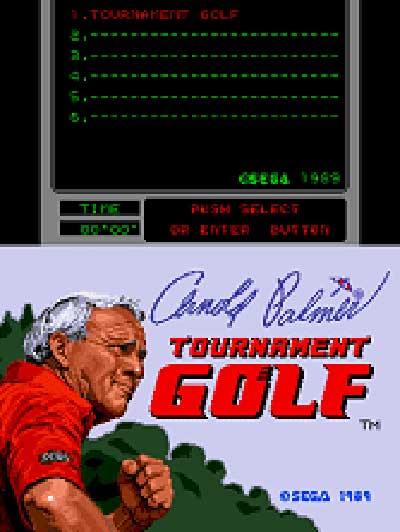 1.TOURNAMENT GOLF
2.--------------------
3.--------------------
4.--------------------
5.--------------------
6.--------------------
©SEGA 1989
TIME
00"00'
PUSH SELECT
OR ENTER BUTTON
Arnold Palmer ®
TOURNAMENT
GOLF
TM
SEGA
©SEGA 1989